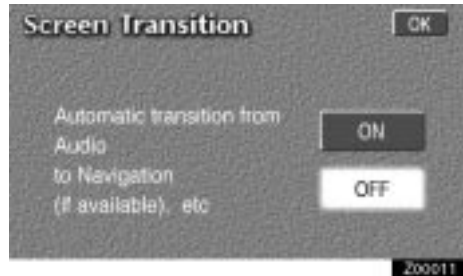 Screen Transition
OK
Automatic transition from
Audio
to Navigation
(if available), etc
ON
OFF
Z00011